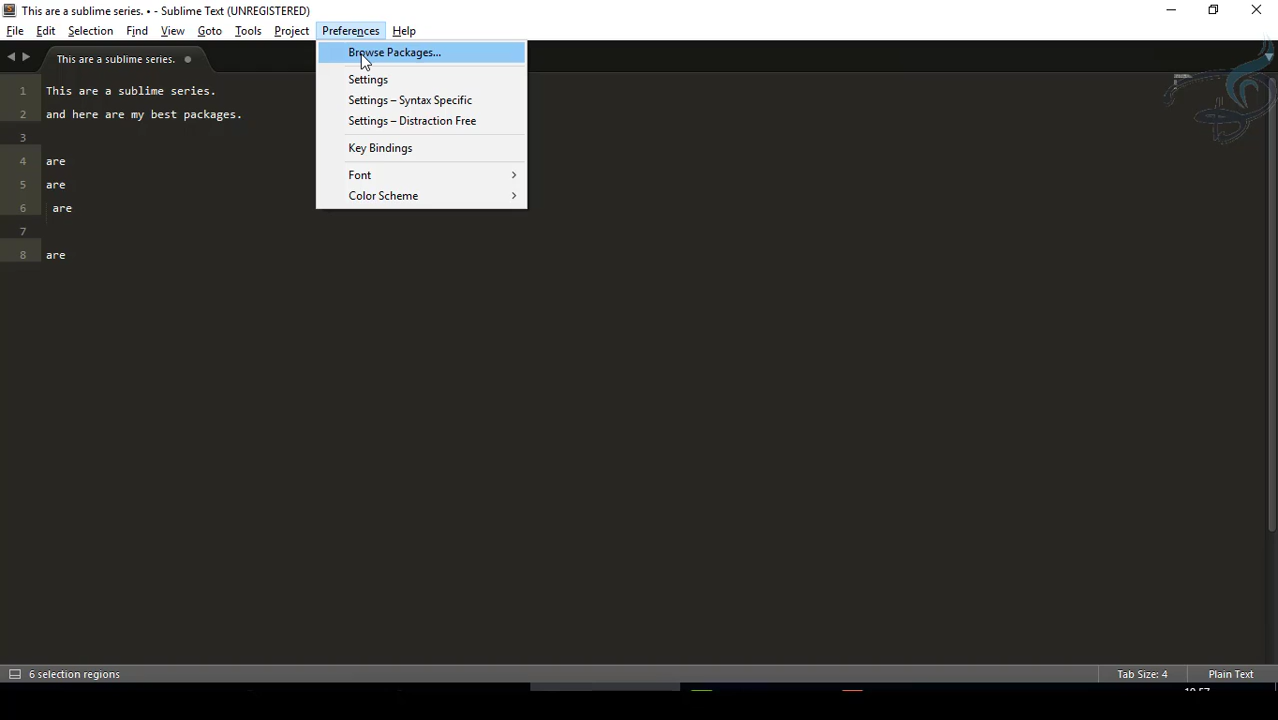 This are a sublime series. • - Sublime Text (UNREGISTERED)
File Edit Selection Find View Goto Tools Project Preferences Help
This are a sublime series.
Browse Packages...
Settings
Settings – Syntax Specific
Settings – Distraction Free
Key Bindings
Font
Color Scheme
1 This are a sublime series.
2 and here are my best packages.
3
4 are
5 are
6 are
7
8 are
6 selection regions
Tab Size: 4
Plain Text